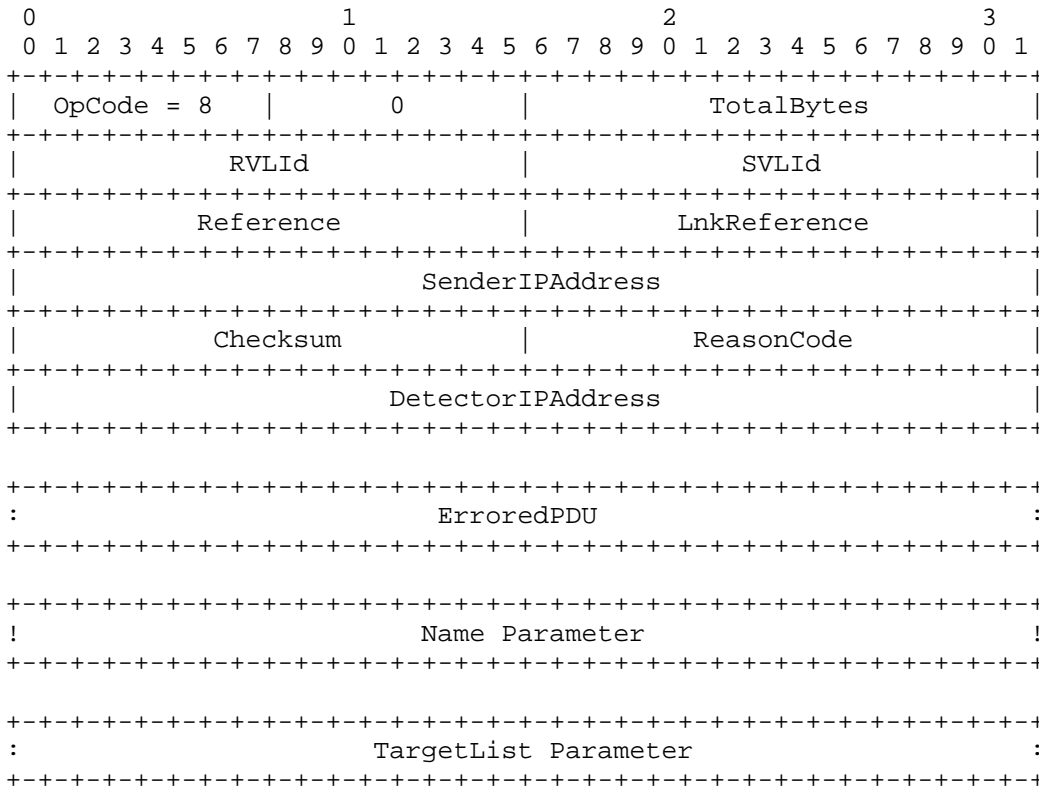 0                   1                   2                   3
 0 1 2 3 4 5 6 7 8 9 0 1 2 3 4 5 6 7 8 9 0 1 2 3 4 5 6 7 8 9 0 1
+-+-+-+-+-+-+-+-+-+-+-+-+-+-+-+-+-+-+-+-+-+-+-+-+-+-+-+-+-+-+-+-+
|  OpCode = 8   |       0       |           TotalBytes          |
+-+-+-+-+-+-+-+-+-+-+-+-+-+-+-+-+-+-+-+-+-+-+-+-+-+-+-+-+-+-+-+-+
|             RVLId             |             SVLId             |
+-+-+-+-+-+-+-+-+-+-+-+-+-+-+-+-+-+-+-+-+-+-+-+-+-+-+-+-+-+-+-+-+
|           Reference           |         LnkReference          |
+-+-+-+-+-+-+-+-+-+-+-+-+-+-+-+-+-+-+-+-+-+-+-+-+-+-+-+-+-+-+-+-+
|                         SenderIPAddress                       |
+-+-+-+-+-+-+-+-+-+-+-+-+-+-+-+-+-+-+-+-+-+-+-+-+-+-+-+-+-+-+-+-+
|            Checksum           |          ReasonCode           |
+-+-+-+-+-+-+-+-+-+-+-+-+-+-+-+-+-+-+-+-+-+-+-+-+-+-+-+-+-+-+-+-+
|                       DetectorIPAddress                       |
+-+-+-+-+-+-+-+-+-+-+-+-+-+-+-+-+-+-+-+-+-+-+-+-+-+-+-+-+-+-+-+-+

+-+-+-+-+-+-+-+-+-+-+-+-+-+-+-+-+-+-+-+-+-+-+-+-+-+-+-+-+-+-+-+-+
:                          ErroredPDU                           :
+-+-+-+-+-+-+-+-+-+-+-+-+-+-+-+-+-+-+-+-+-+-+-+-+-+-+-+-+-+-+-+-+

+-+-+-+-+-+-+-+-+-+-+-+-+-+-+-+-+-+-+-+-+-+-+-+-+-+-+-+-+-+-+-+-+
!                         Name Parameter                        !
+-+-+-+-+-+-+-+-+-+-+-+-+-+-+-+-+-+-+-+-+-+-+-+-+-+-+-+-+-+-+-+-+

+-+-+-+-+-+-+-+-+-+-+-+-+-+-+-+-+-+-+-+-+-+-+-+-+-+-+-+-+-+-+-+-+
:                      TargetList Parameter                     :
+-+-+-+-+-+-+-+-+-+-+-+-+-+-+-+-+-+-+-+-+-+-+-+-+-+-+-+-+-+-+-+-+